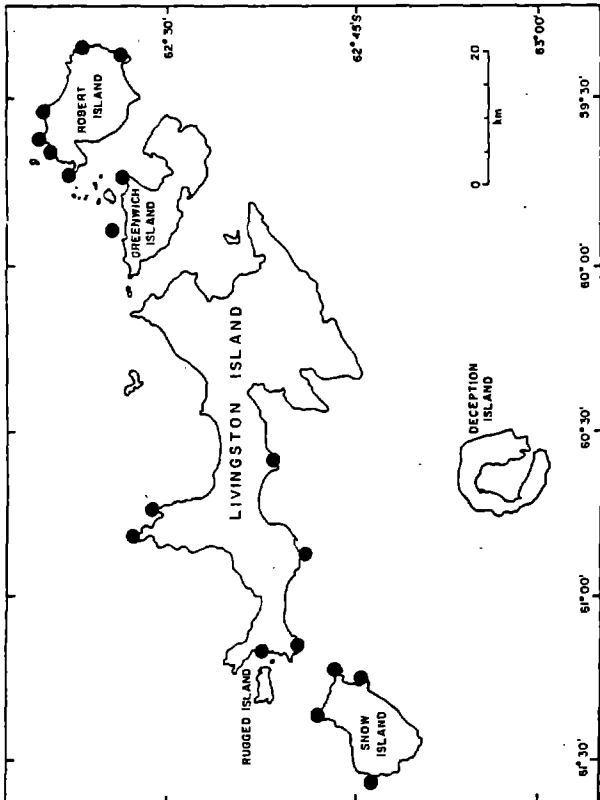 62° 30'
62° 45'S
63° 00'
59° 30'
60° 00'
60° 30'
61° 00'
61° 30'
ROBERT
ISLAND
GREENWICH
ISLAND
LIVINGSTON ISLAND
DECEPTION
ISLAND
RUGGED ISLAND
SNOW
ISLAND
0
20
km